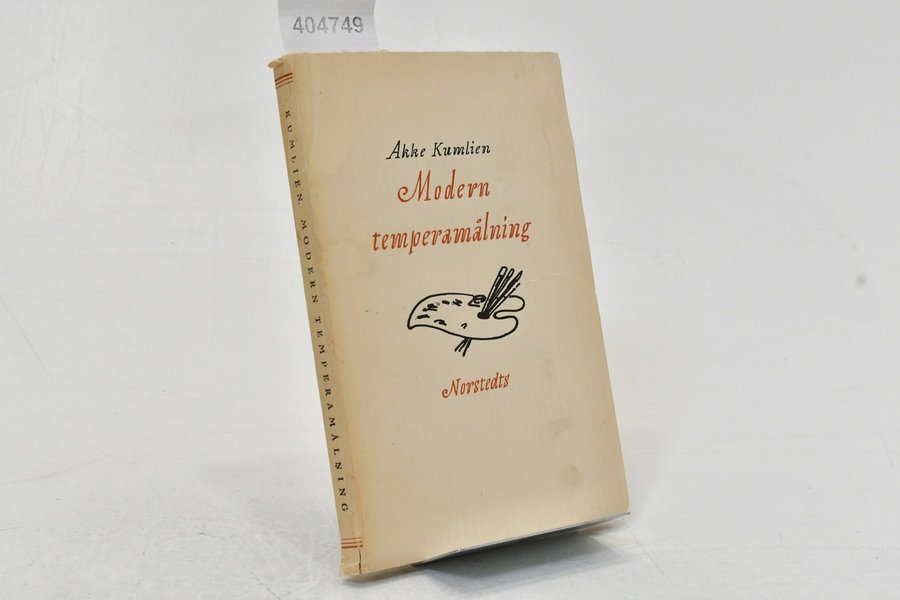 404749
KUMLIEN. MODERN TEMPERAMÅLNING
Akke Kumlien
Modern
temperamålning
Norstedts